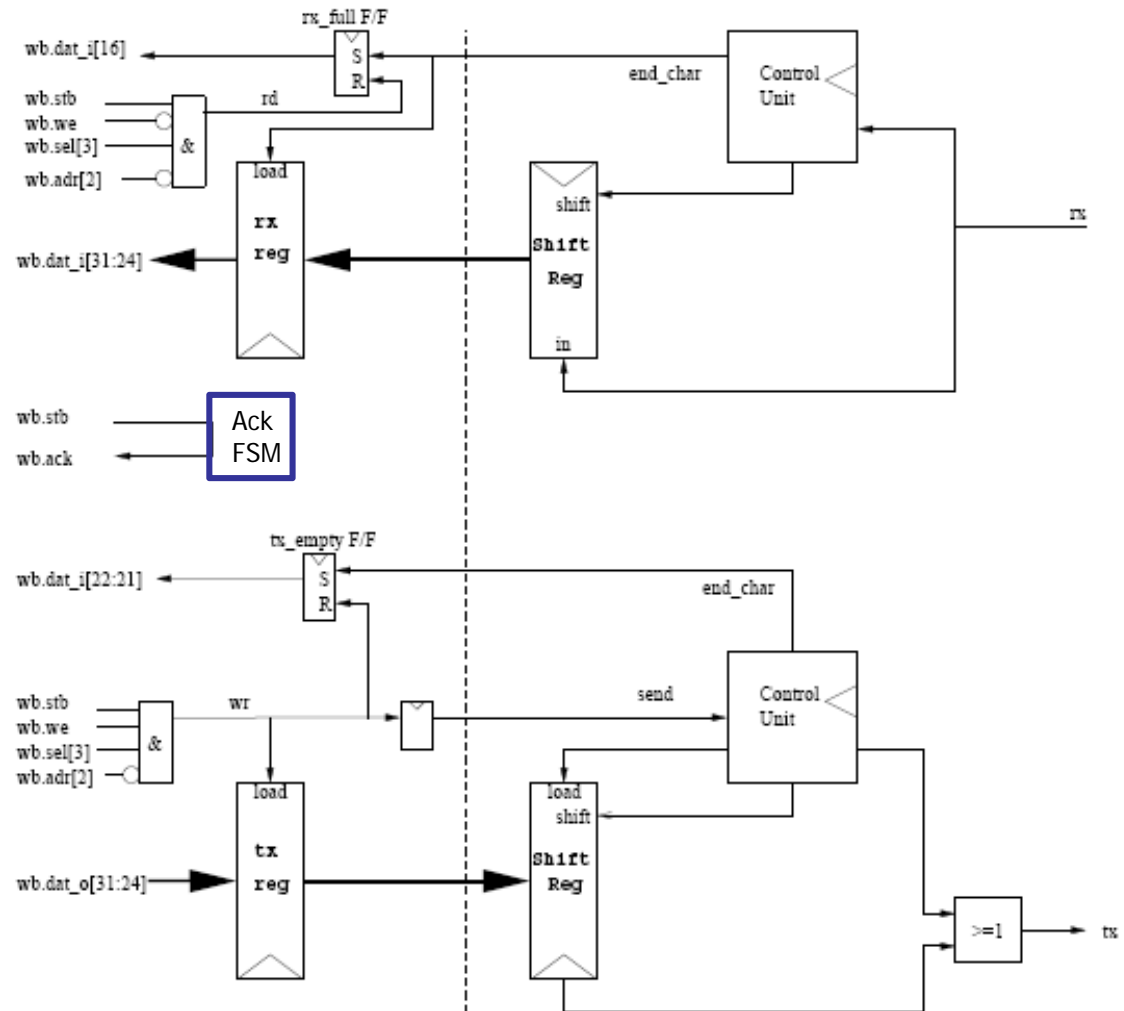 rx_full F/F
wb.dat_i[16]
S
R
end_char
Control
Unit
wb.stb
wb.we
wb.sel[3]
wb.adr[2]
&
rd
load
rx
reg
shift
Shift
Reg
in
rx
wb.dat_i[31:24]
wb.stb
wb.ack
Ack
FSM
tx_empty F/F
wb.dat_i[22:21]
S
R
end_char
wb.stb
wb.we
wb.sel[3]
wb.adr[2]
&
wr
send
Control
Unit
load
tx
reg
load
shift
Shift
Reg
wb.dat_o[31:24]
>=1
tx